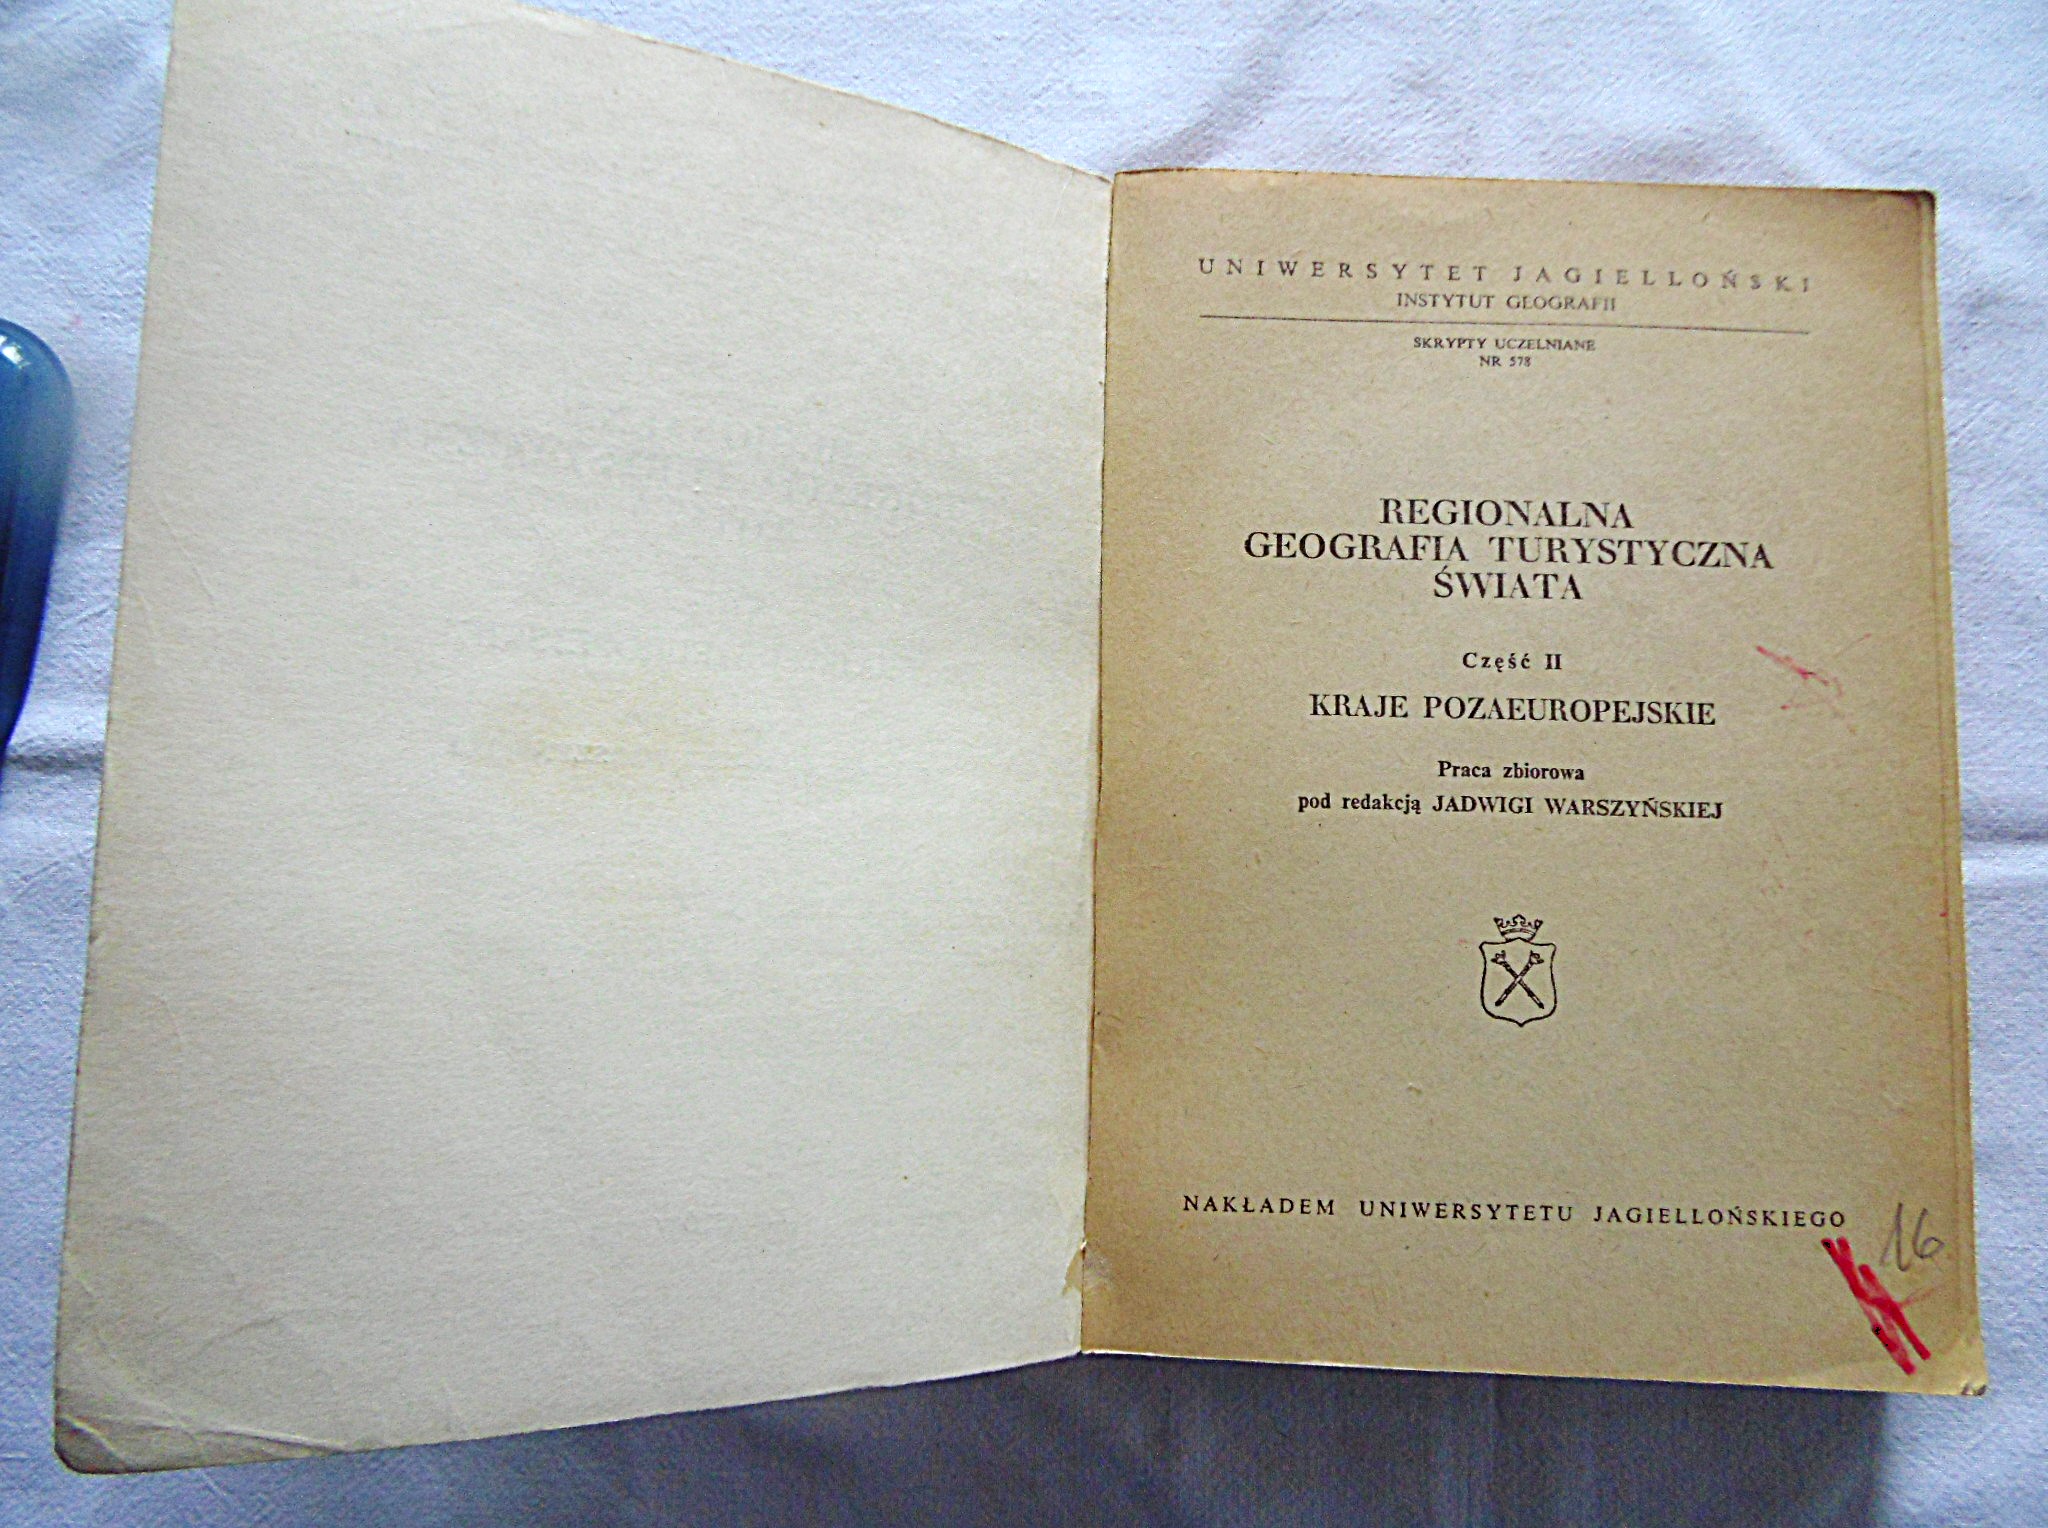 UNIWERSYTET JAGIELLOŃSKI
INSTYTUT GEOGRAFII
SKRYPTY UCZELNIANE
NR 578
REGIONALNA
GEOGRAFIA TURYSTYCZNA
ŚWIATA
Część II
KRAJE POZAEUROPEJSKIE
Praca zbiorowa
pod redakcją JADWIGI WARSZYŃSKIEJ
NAKŁADEM UNIWERSYTETU JAGIELLOŃSKIEGO
16